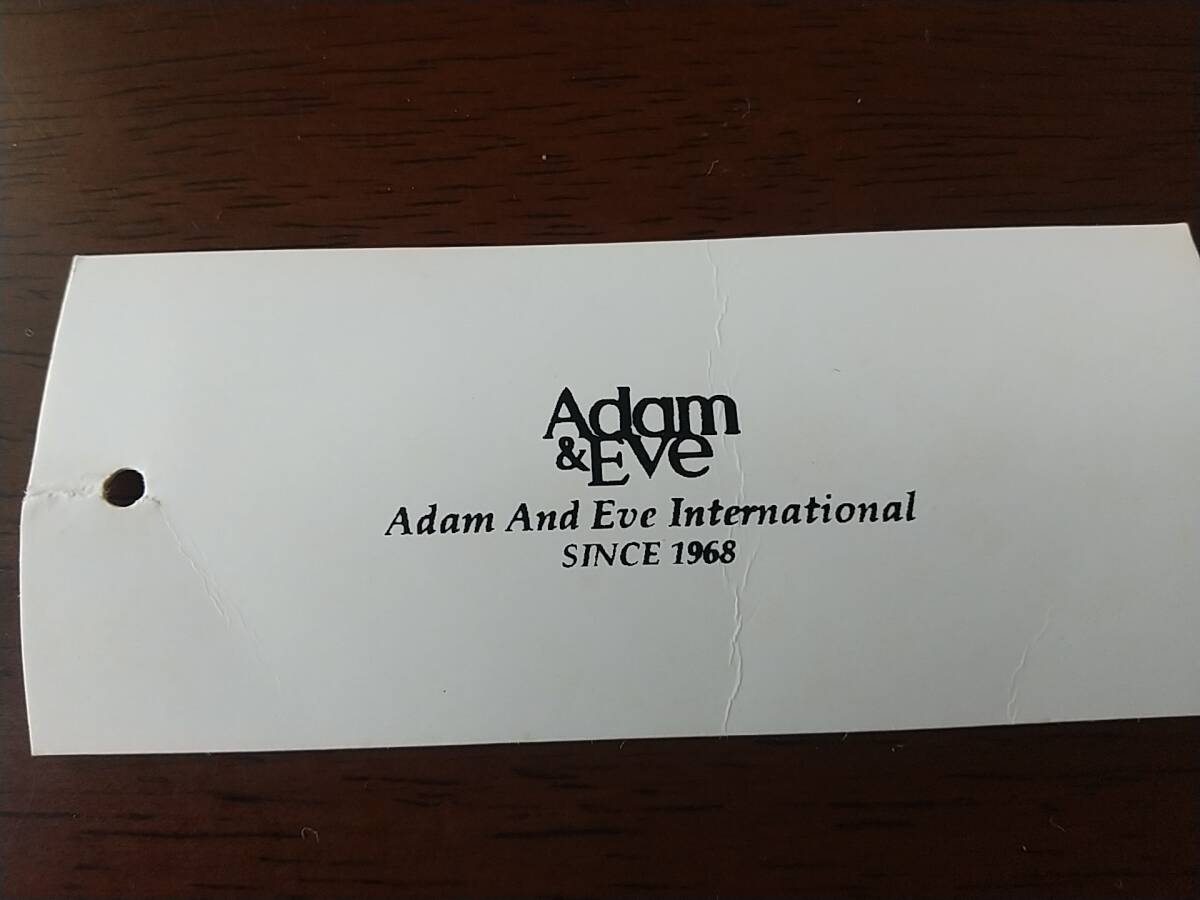 Adam
&Eve
Adam And Eve International
SINCE 1968